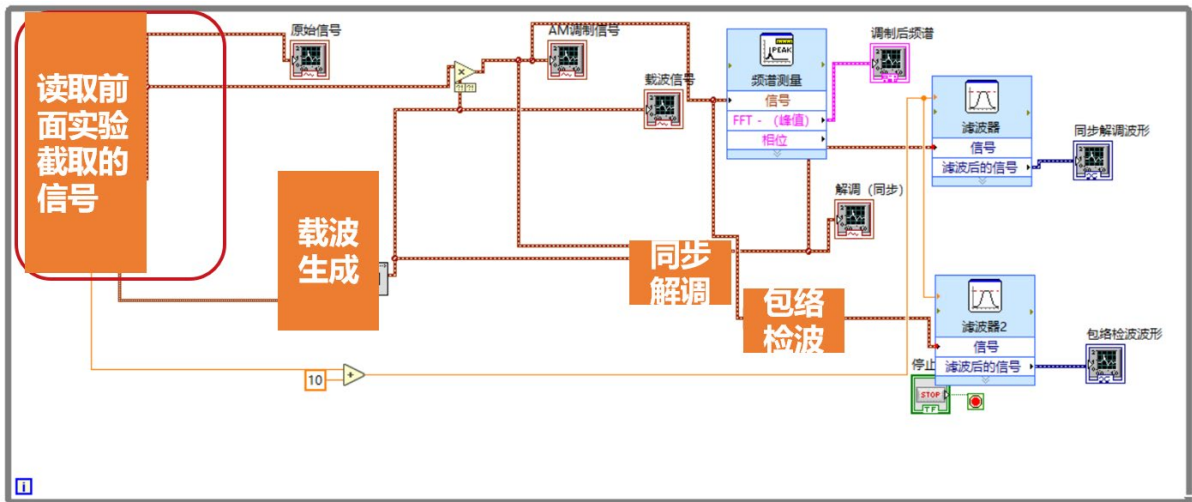 读取前
面实验
截取的
信号
原始信号
AM调制信号
载波信号
PEAK
频谱测量
信号
FFT - （峰值）
相位
调制后频谱
滤波器
信号
滤波后的信号
同步解调波形
载波
生成
解调（同步）
同步
解调
包络
检波
滤波器2
信号
滤波后的信号
包络检波波形
10
停止
STOP
TF
i